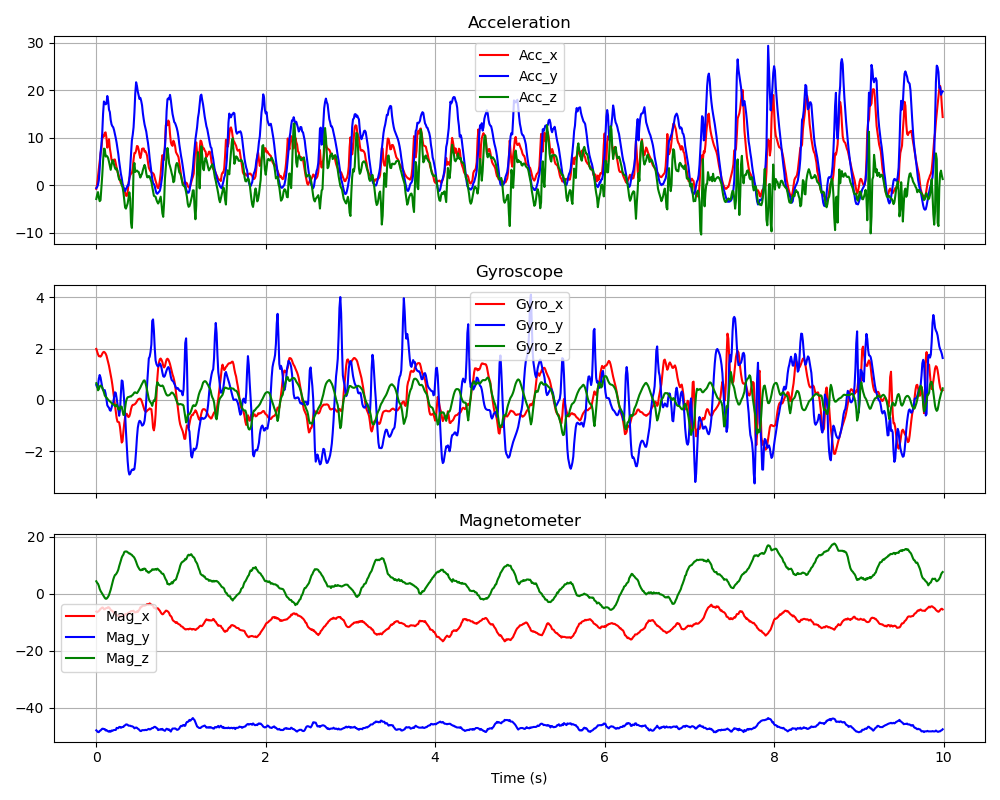 Acceleration
30
20
10
0
−10
Acc_x
Acc_y
Acc_z
Gyroscope
4
2
0
−2
Gyro_x
Gyro_y
Gyro_z
Magnetometer
20
0
−20
−40
Mag_x
Mag_y
Mag_z
0 2 4 6 8 10
Time (s)